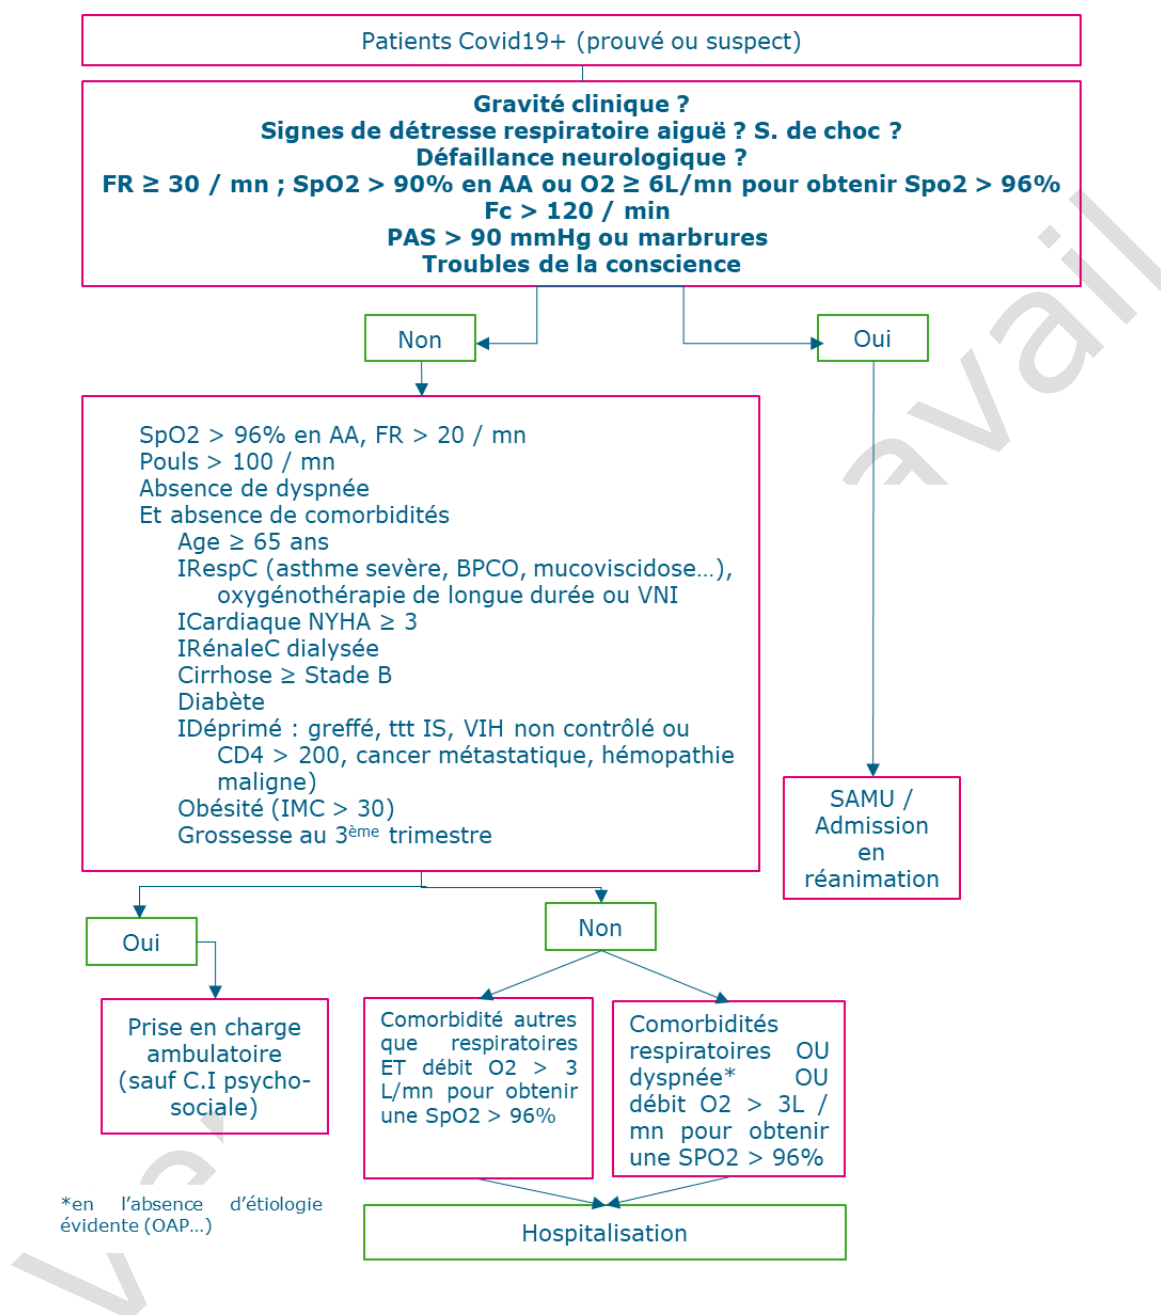 Patients Covid19+ (prouvé ou suspect)
Gravité clinique ?
Signes de détresse respiratoire aiguë ? S. de choc ?
Défaillance neurologique ?
FR ≥ 30 / mn ; SpO2 > 90% en AA ou O2 ≥ 6L/mn pour obtenir Spo2 > 96%
Fc > 120 / min
PAS > 90 mmHg ou marbrures
Troubles de la conscience
Non
Oui
SpO2 > 96% en AA, FR > 20 / mn
Pouls > 100 / mn
Absence de dyspnée
Et absence de comorbidités
Age ≥ 65 ans
IRespC (asthme sevère, BPCO, mucoviscidose…),
oxygénothérapie de longue durée ou VNI
ICardiaque NYHA ≥ 3
IRénaleC dialysée
Cirrhose ≥ Stade B
Diabète
IDéprimé : greffé, ttt IS, VIH non contrôlé ou
CD4 > 200, cancer métastatique, hémopathie
maligne)
Obésité (IMC > 30)
Grossesse au 3ème trimestre
SAMU /
Admission
en
réanimation
Oui
Non
Prise en charge
ambulatoire
(sauf C.I psycho-
sociale)
Comorbidité autres
que respiratoires
ET débit O2 > 3
L/mn pour obtenir
une SpO2 > 96%
Comorbidités
respiratoires OU
dyspnée* OU
débit O2 > 3L /
mn pour obtenir
une SPO2 > 96%
*en l'absence d'étiologie
évidente (OAP…)
Hospitalisation
avail